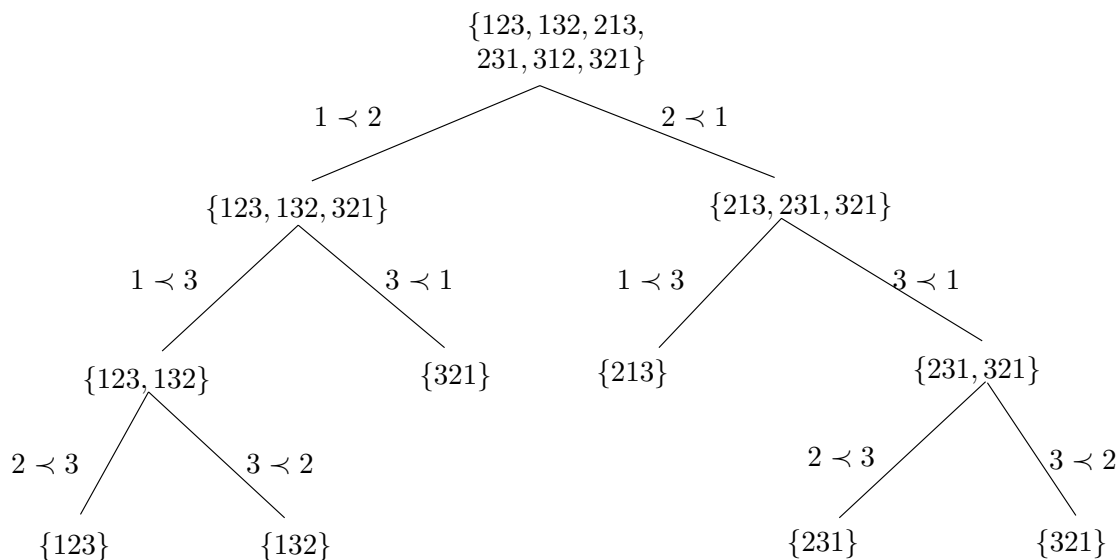 {123, 132, 213,
231, 312, 321}
1 ≺ 2
2 ≺ 1
{123, 132, 321}
{213, 231, 321}
1 ≺ 3
3 ≺ 1
1 ≺ 3
3 ≺ 1
{123, 132}
{321}
{213}
{231, 321}
2 ≺ 3
3 ≺ 2
2 ≺ 3
3 ≺ 2
{123}
{132}
{231}
{321}